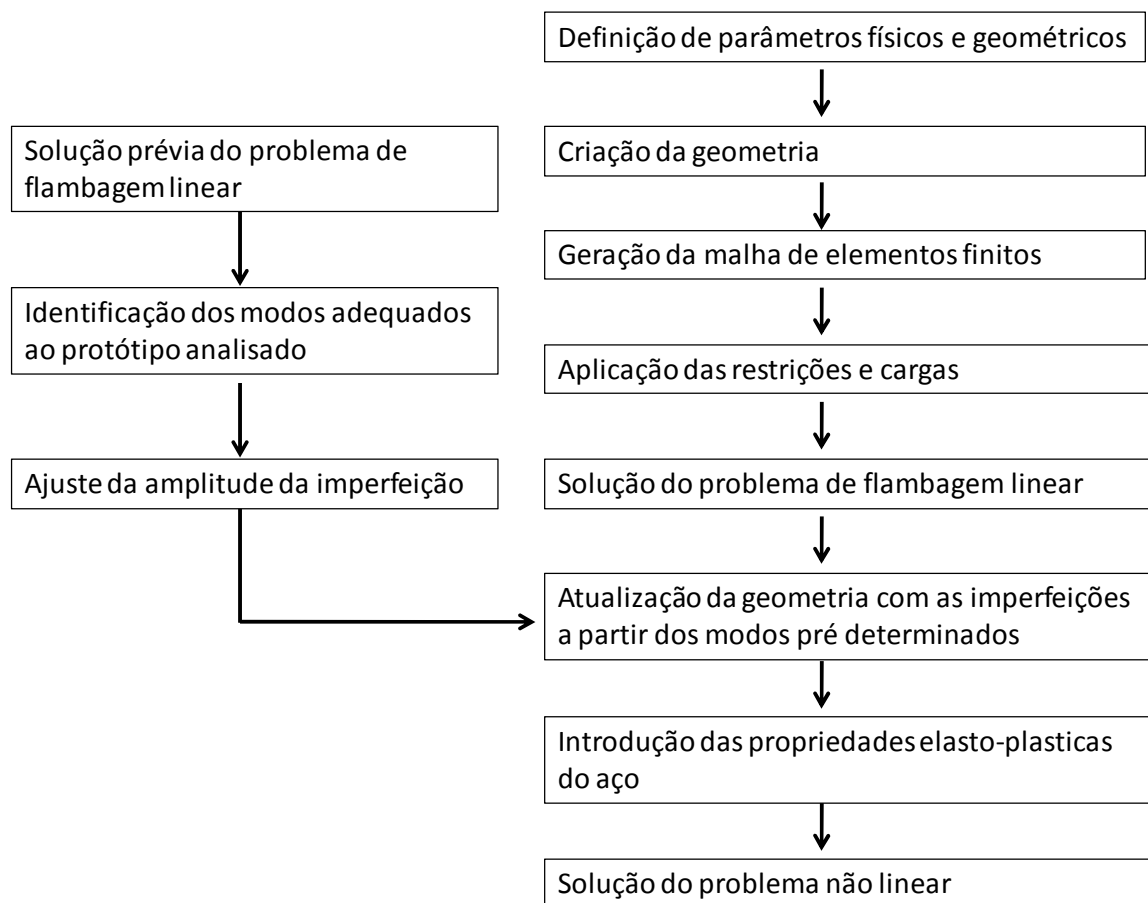 Definição de parâmetros físicos e geométricos
Solução prévia do problema de
flambagem linear
Criação da geometria
Geração da malha de elementos finitos
Identificação dos modos adequados
ao protótipo analisado
Aplicação das restrições e cargas
Ajuste da amplitude da imperfeição
Solução do problema de flambagem linear
Atualização da geometria com as imperfeições
a partir dos modos pré determinados
Introdução das propriedades elasto-plasticas
do aço
Solução do problema não linear